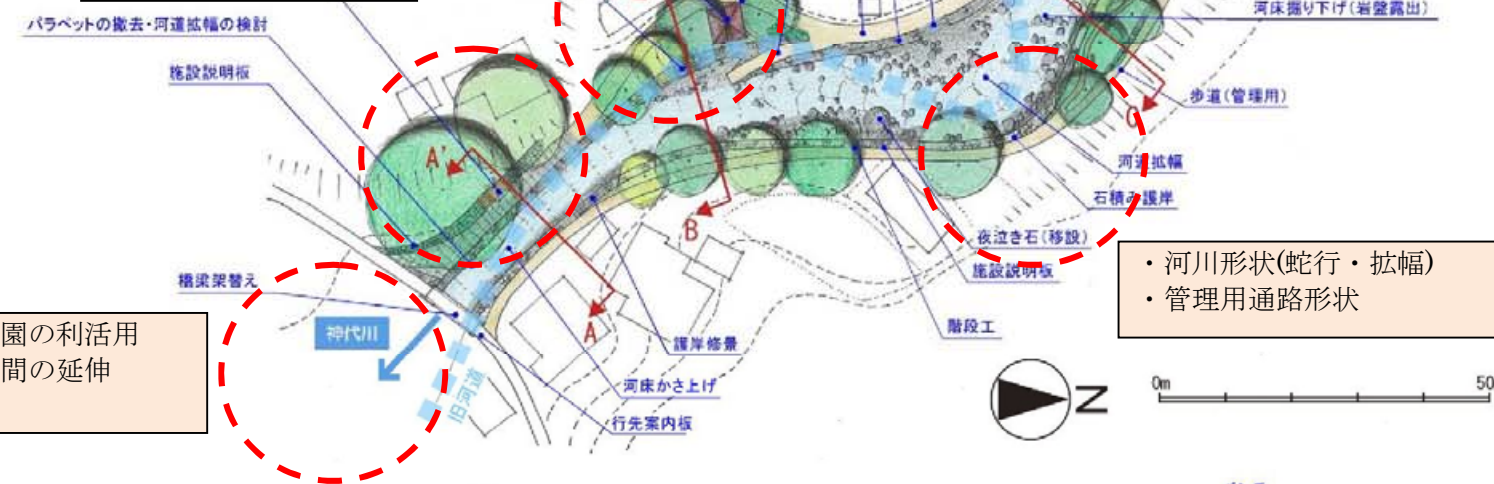 河床掘り下げ(岩盤露出)
パラペットの撤去・河道拡幅の検討
施設説明板
歩道(管理用)
C
A'
河道拡幅
石積み護岸
B
夜泣き石(移設)
施設説明板
・河川形状(蛇行・拡幅)
・管理用通路形状
橋梁架替え
階段工
園の利活用
間の延伸
神代川
A
護岸修景
河床かさ上げ
旧河道
行先案内板
N
0m
50